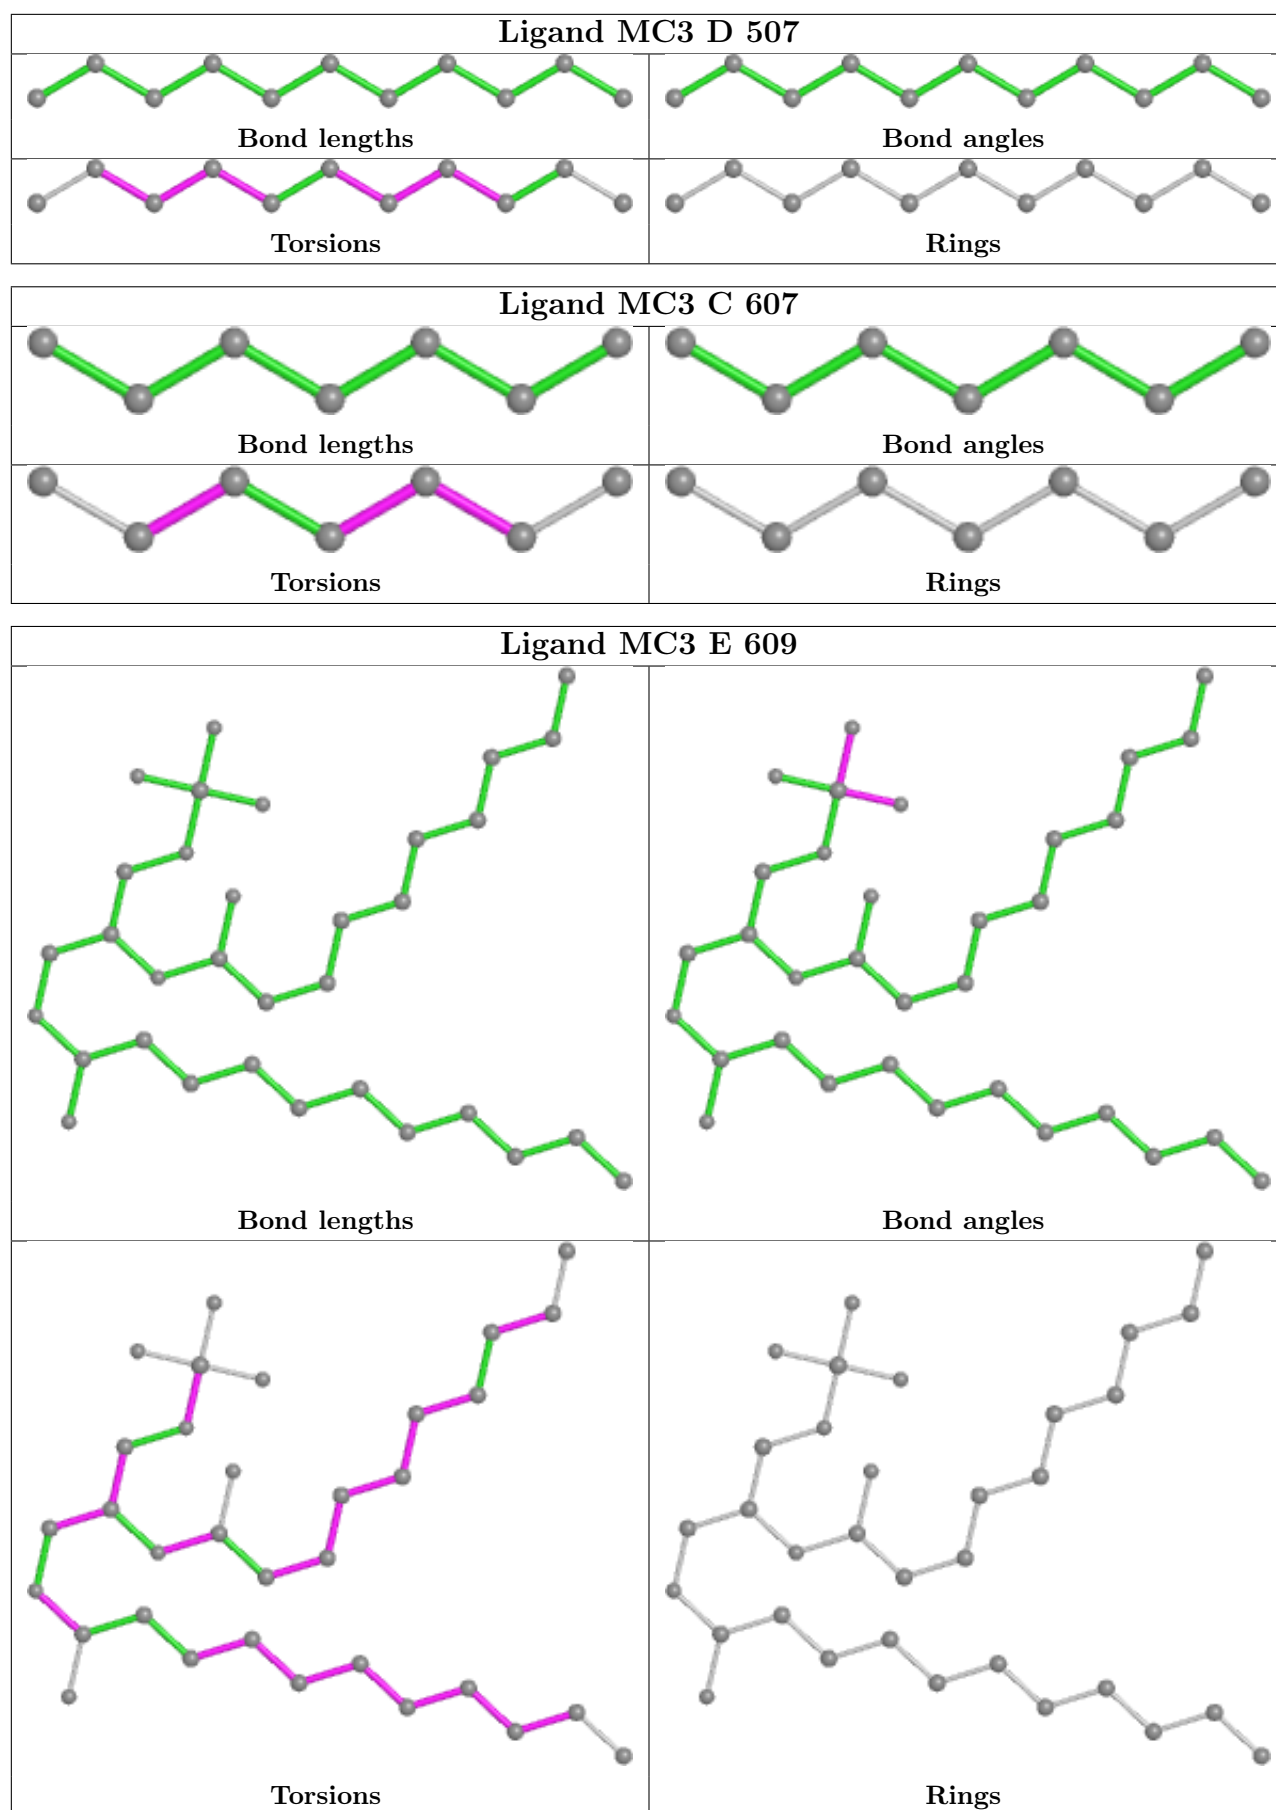 Ligand MC3 D 507
Bond lengths
Bond angles
Torsions
Rings
Ligand MC3 C 607
Bond lengths
Bond angles
Torsions
Rings
Ligand MC3 E 609
Bond lengths
Bond angles
Torsions
Rings